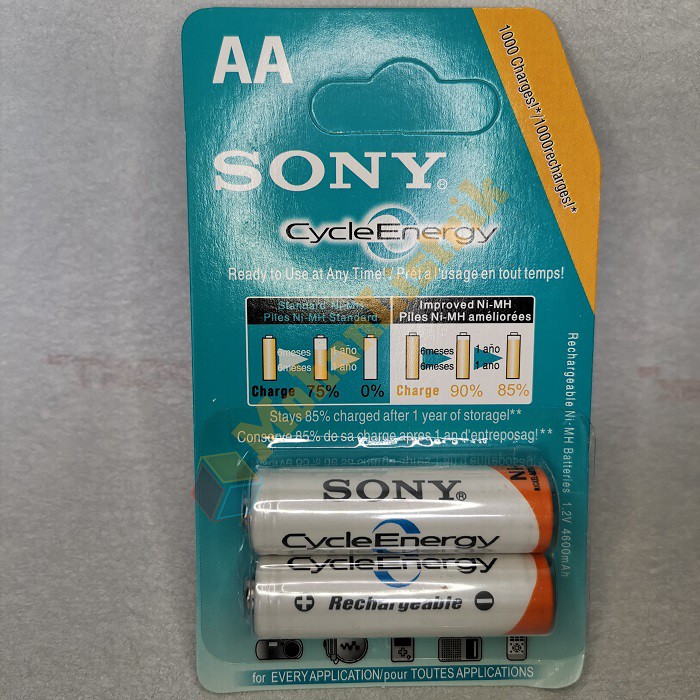 AA
1000 Charges!*/1000recharges!*
SONY®
CycleEnergy
Ready to Use at Any Time! / Prêt à l'usage en tout temps!
Standard Ni-MH
Piles Ni-MH Standard
6meses 1 año
6meses 1 ano
Charge 75% 0%
Improved Ni-MH
Piles Ni-MH améliorées
6meses 1 año
6meses 1 ano
Charge 90% 85%
Stays 85% charged after 1 year of storage!**
Conserve 85% de sa charge apres 1 an d'entreposag!**
Rechargeable Ni-MH Batteries 1.2V 4600mAh
SONY®
CycleEnergy
CycleEnergy
+ Rechargeable -
for EVERY APPLICATION/pour TOUTES APPLICATIONS